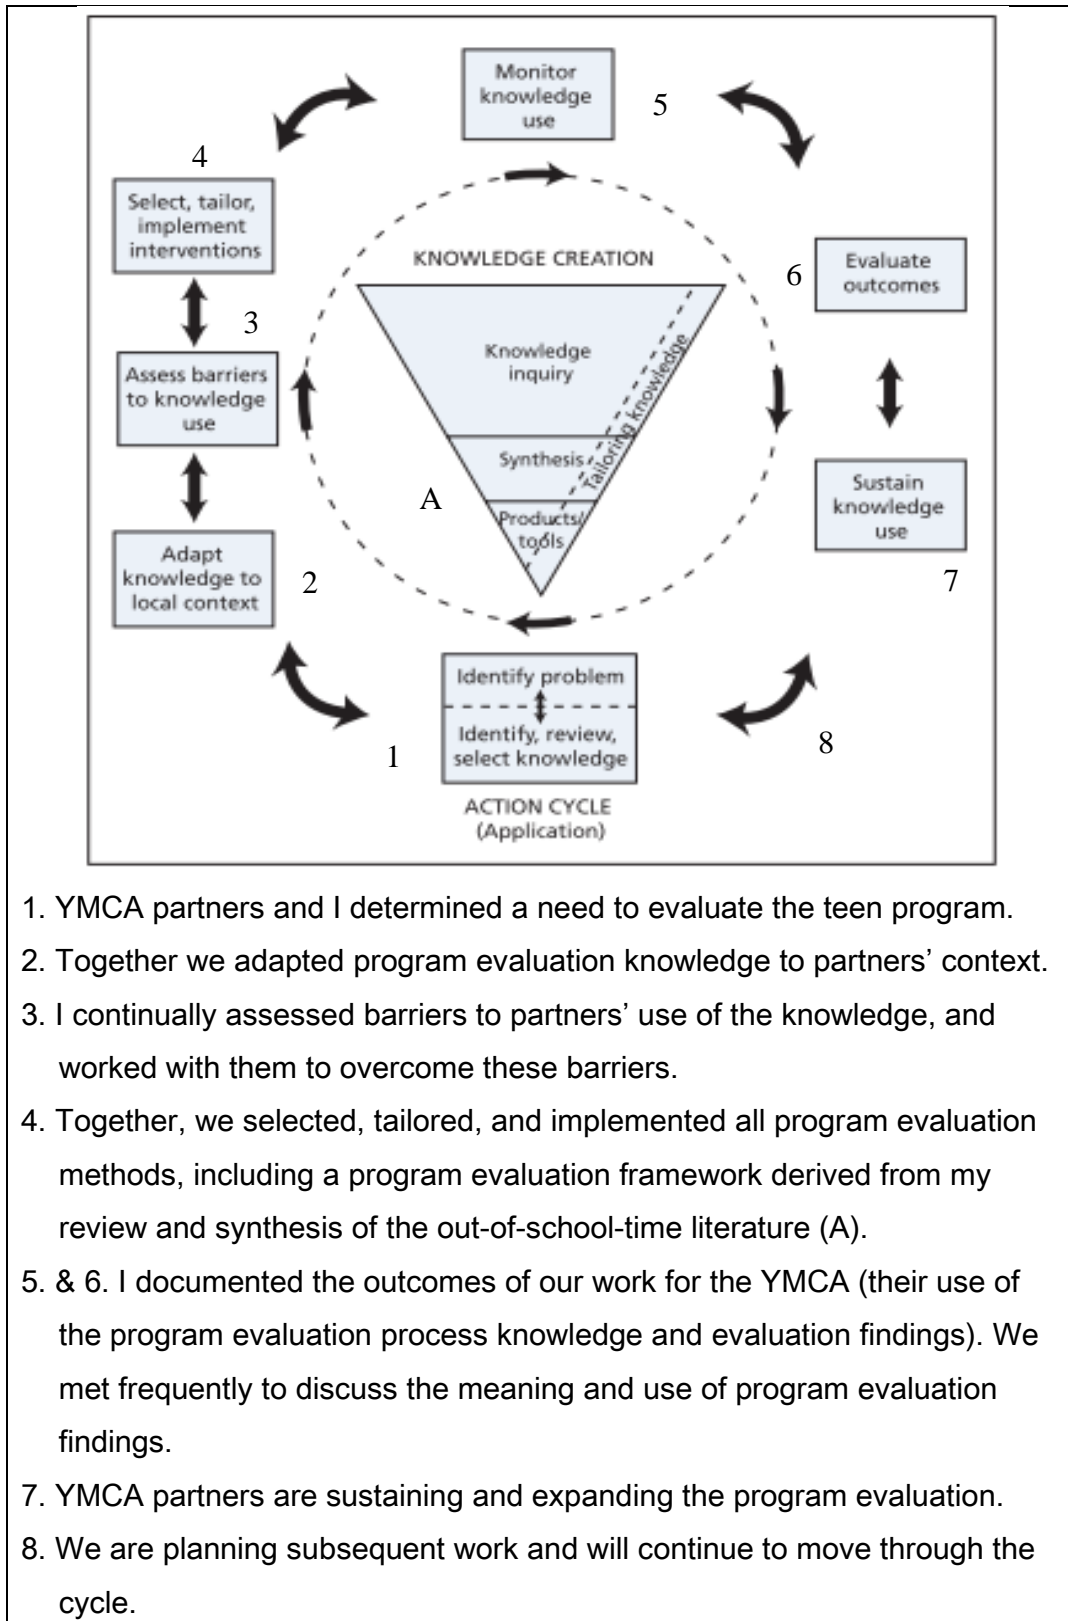 Monitor
knowledge
use
5
4
Select, tailor,
implement
interventions
KNOWLEDGE CREATION
6
Evaluate
outcomes
3
Knowledge
inquiry
Tailoring knowledge
Assess barriers
to knowledge
use
Synthesis
A
Products/
tools
Sustain
knowledge
use
7
Adapt
knowledge to
local context
2
Identify problem
Identify, review,
select knowledge
1
8
ACTION CYCLE
(Application)
1. YMCA partners and I determined a need to evaluate the teen program.
2. Together we adapted program evaluation knowledge to partners’ context.
3. I continually assessed barriers to partners’ use of the knowledge, and
worked with them to overcome these barriers.
4. Together, we selected, tailored, and implemented all program evaluation
methods, including a program evaluation framework derived from my
review and synthesis of the out-of-school-time literature (A).
5. & 6. I documented the outcomes of our work for the YMCA (their use of
the program evaluation process knowledge and evaluation findings). We
met frequently to discuss the meaning and use of program evaluation
findings.
7. YMCA partners are sustaining and expanding the program evaluation.
8. We are planning subsequent work and will continue to move through the
cycle.